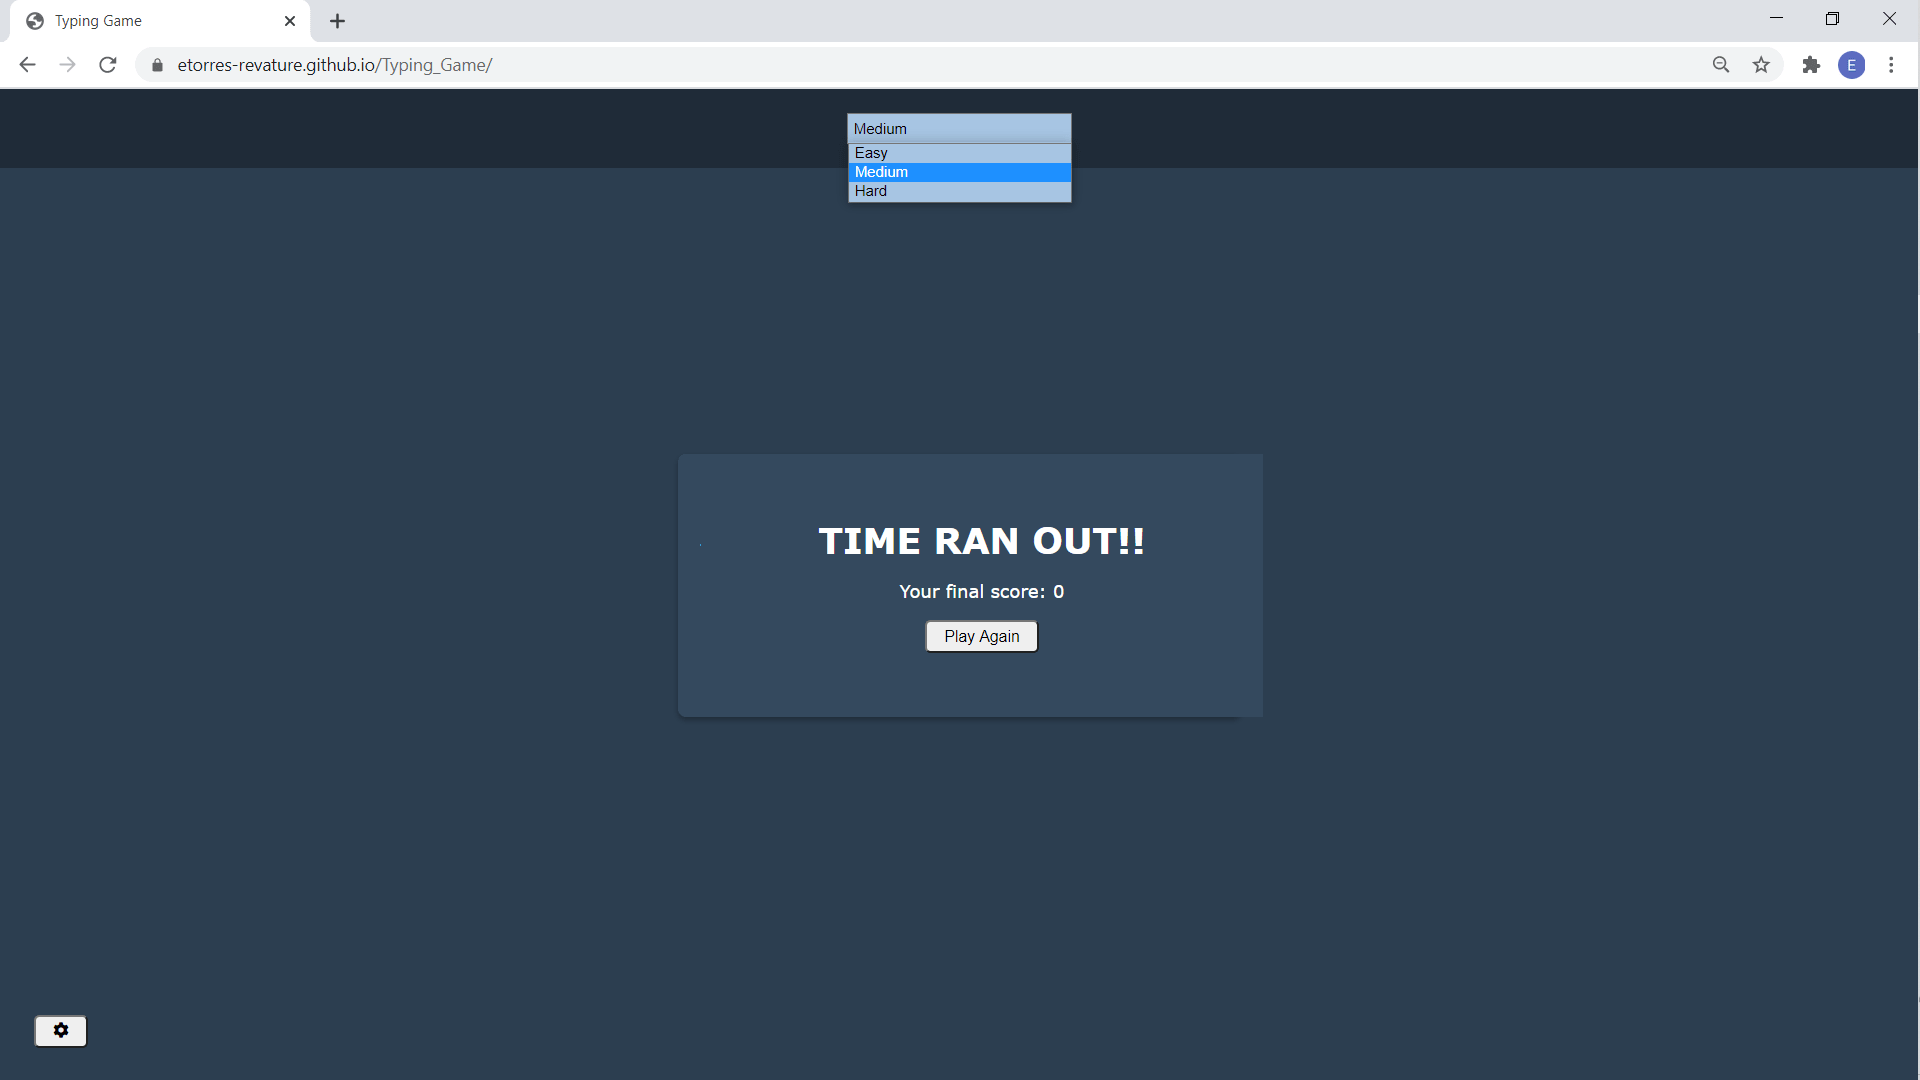 Typing Game
etorres-revature.github.io/Typing_Game/
E
Medium
Easy
Medium
Hard
TIME RAN OUT!!
Your final score: 0
Play Again